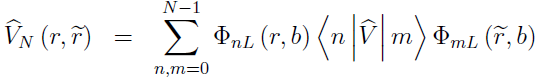 $\widehat{V}_N(r,\widetilde{r}) = \sum_{n,m=0}^{N-1} \Phi_{nL}(r,b) \left\langle n \left| \widehat{V} \right| m \right\rangle \Phi_{mL}(\widetilde{r},b)$